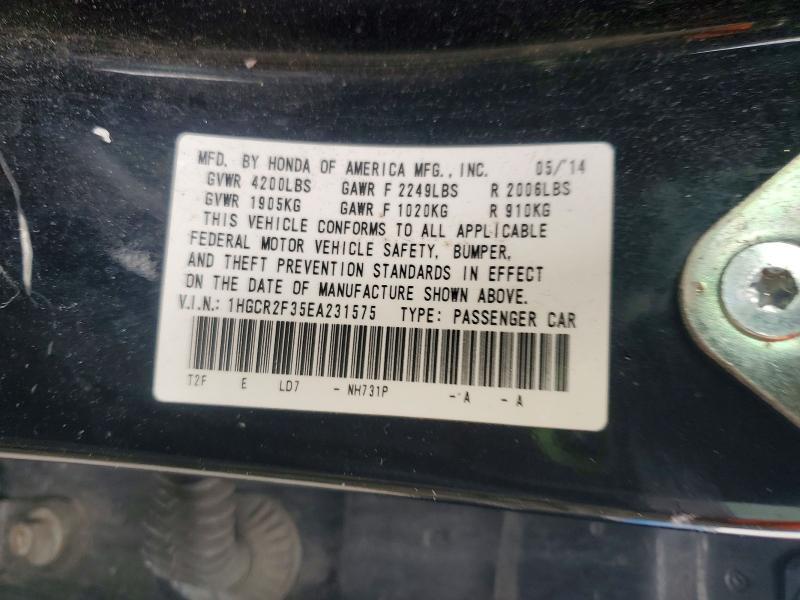 MFD. BY HONDA OF AMERICA MFG., INC. 05/'14
GVWR 4200LBS GAWR F 2249LBS R 2006LBS
GVWR 1905KG GAWR F 1020KG R 910KG
THIS VEHICLE CONFORMS TO ALL APPLICABLE
FEDERAL MOTOR VEHICLE SAFETY, BUMPER,
AND THEFT PREVENTION STANDARDS IN EFFECT
ON THE DATE OF MANUFACTURE SHOWN ABOVE.
V.I.N.: 1HGCR2F35EA231575 TYPE: PASSENGER CAR
T2F E LD7 - NH731P -A -A